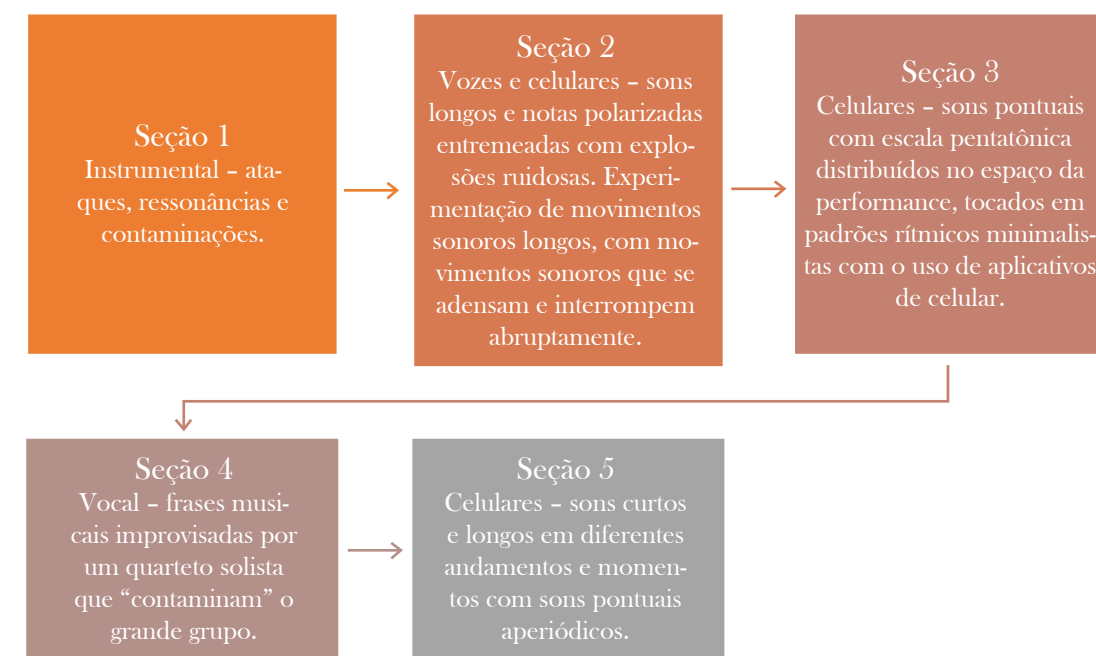 Seção 1
Instrumental – ata-
ques, ressonâncias e
contaminações.
Seção 2
Vozes e celulares – sons
longos e notas polarizadas
entremeadas com explo-
sões ruidosas. Experi-
mentação de movimentos
sonoros longos, com mo-
vimentos sonoros que se
adensam e interrompem
abruptamente.
Seção 3
Celulares – sons pontuais
com escala pentatônica
distribuídos no espaço da
performance, tocados em
padrões rítmicos minimalis-
tas com o uso de aplicativos
de celular.
Seção 4
Vocal – frases musi-
cais improvisadas por
um quarteto solista
que “contaminam” o
grande grupo.
Seção 5
Celulares – sons curtos
e longos em diferentes
andamentos e momen-
tos com sons pontuais
aperiódicos.